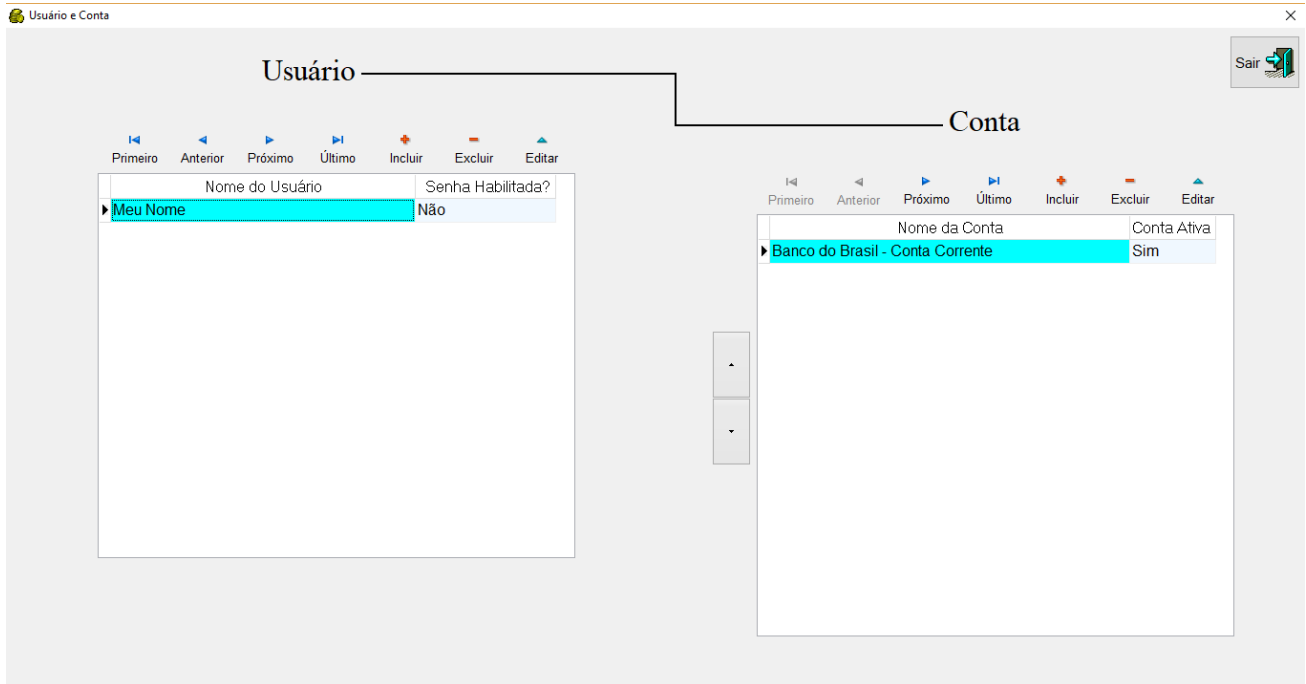 Usuário e Conta
Sair
Usuário
Conta
Primeiro Anterior Próximo Último Incluir Excluir Editar
Nome do Usuário Senha Habilitada?
Meu Nome Não
Primeiro Anterior Próximo Último Incluir Excluir Editar
Nome da Conta Conta Ativa
Banco do Brasil - Conta Corrente Sim